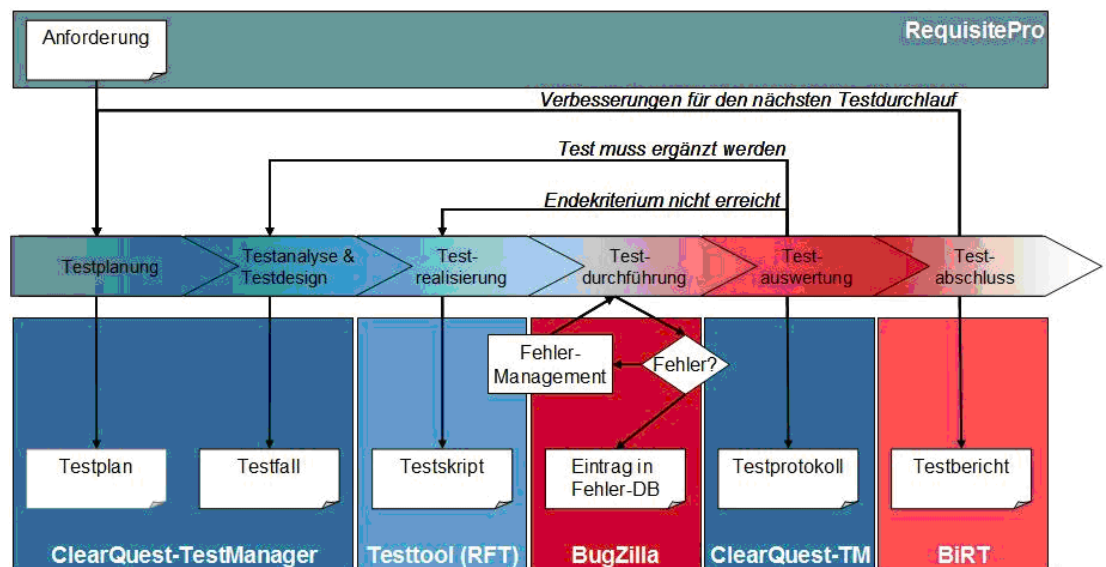 Anforderung
RequisitePro
Verbesserungen für den nächsten Testdurchlauf
Test muss ergänzt werden
Endekriterium nicht erreicht
Testplanung
Testanalyse &
Testdesign
Test-
realisierung
Test-
durchführung
Test-
auswertung
Test-
abschluss
Fehler-
Management
Fehler?
Testplan
Testfall
Testskript
Eintrag in
Fehler-DB
Testprotokoll
Testbericht
ClearQuest-TestManager
Testtool (RFT)
BugZilla
ClearQuest-TM
BiRT